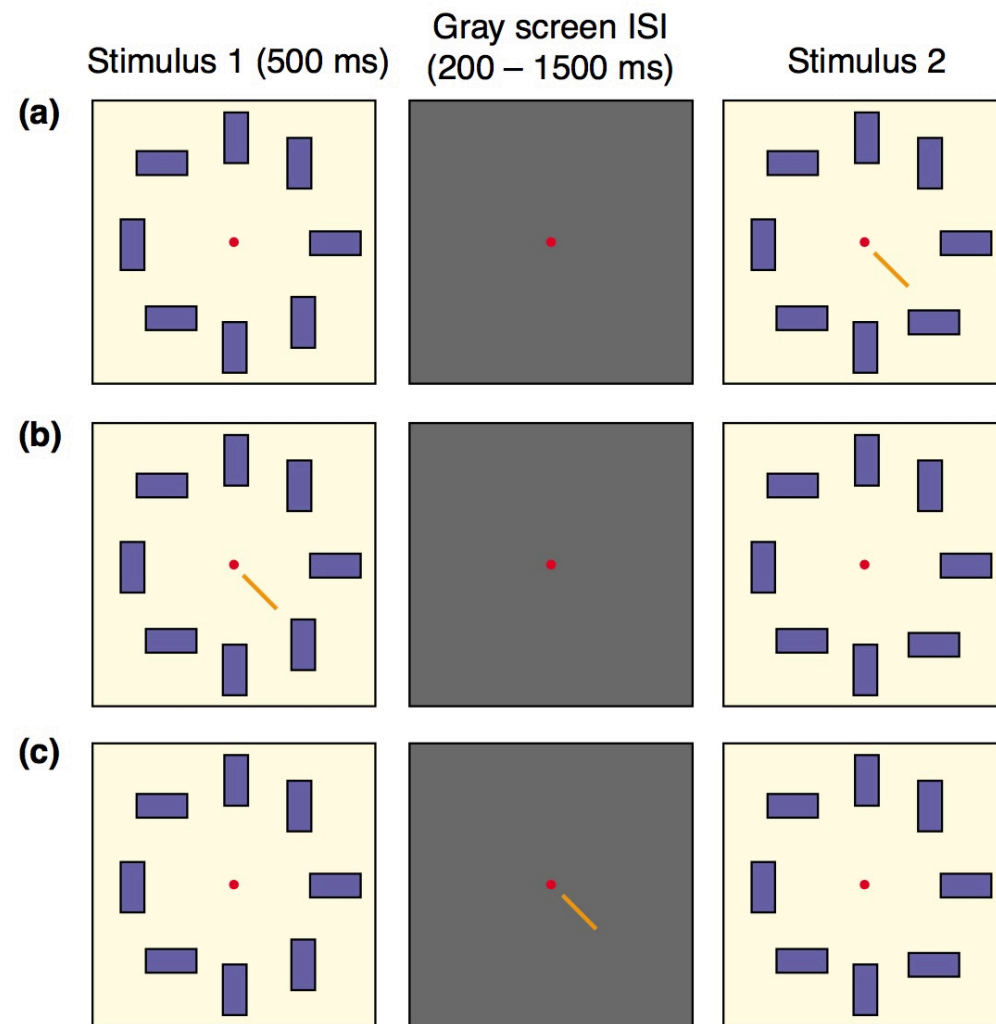 Gray screen ISI
Stimulus 1 (500 ms)
(200 – 1500 ms)
Stimulus 2
(a)
(b)
(c)